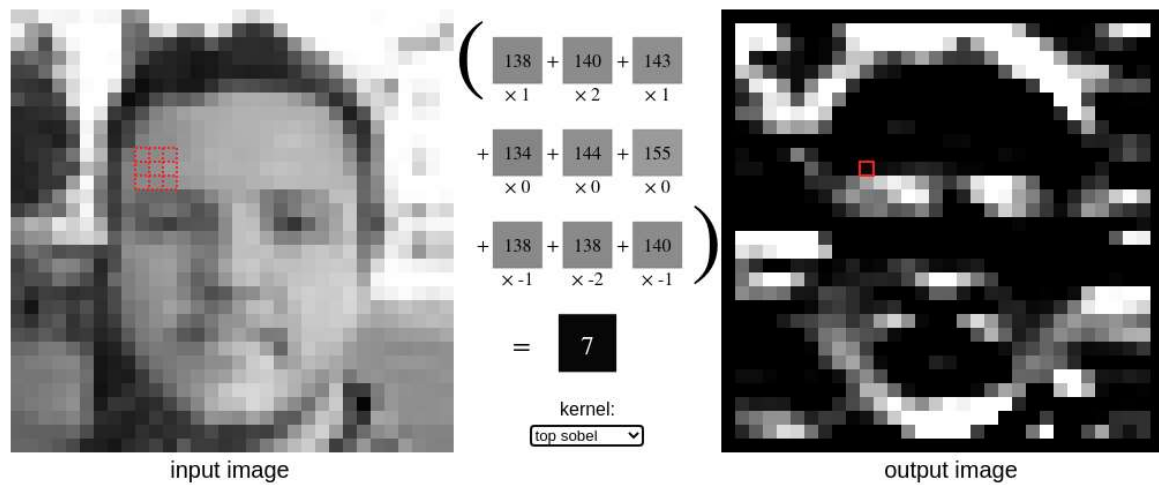 ( 138 + 140 + 143
× 1 × 2 × 1
+ 134 + 144 + 155
× 0 × 0 × 0
+ 138 + 138 + 140 )
× -1 × -2 × -1
= 7
kernel:
top sobel
input image
output image